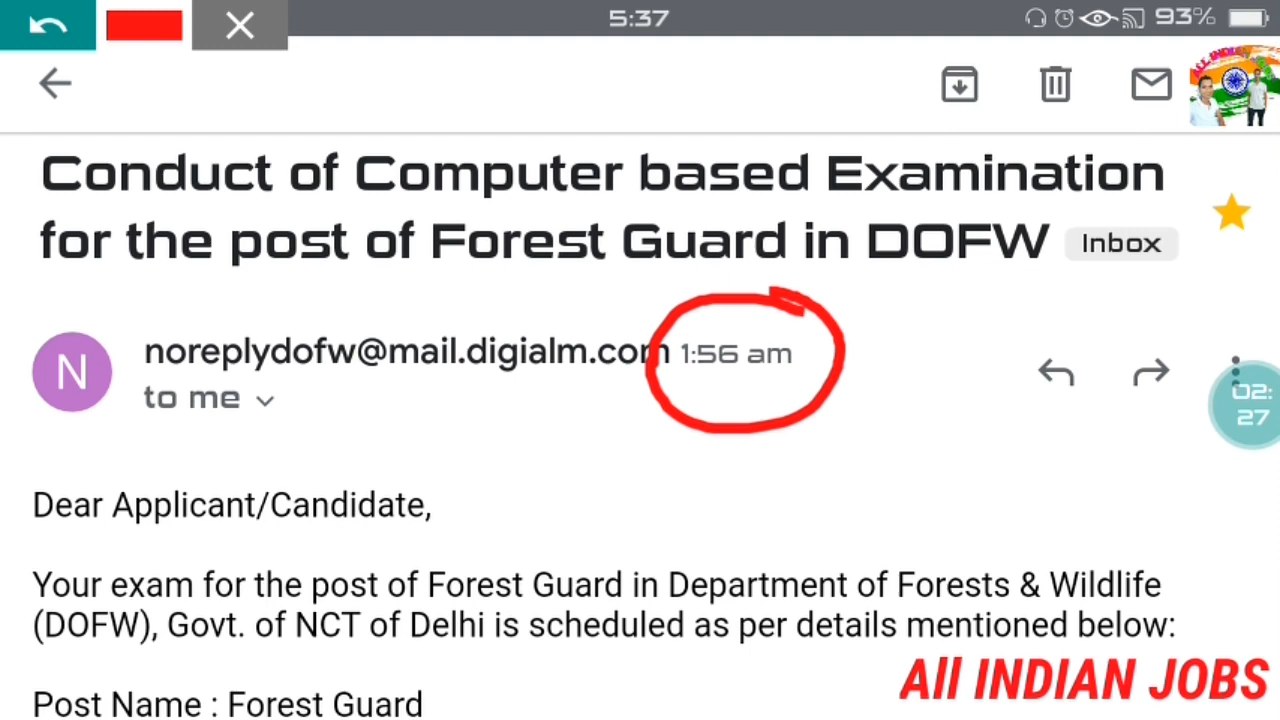 5:37
93%
Conduct of Computer based Examination
for the post of Forest Guard in DOFW Inbox
N
noreplydofw@mail.digialm.com 1:56 am
to me
02:
27
Dear Applicant/Candidate,
Your exam for the post of Forest Guard in Department of Forests & Wildlife
(DOFW), Govt. of NCT of Delhi is scheduled as per details mentioned below:
All INDIAN JOBS
Post Name : Forest Guard